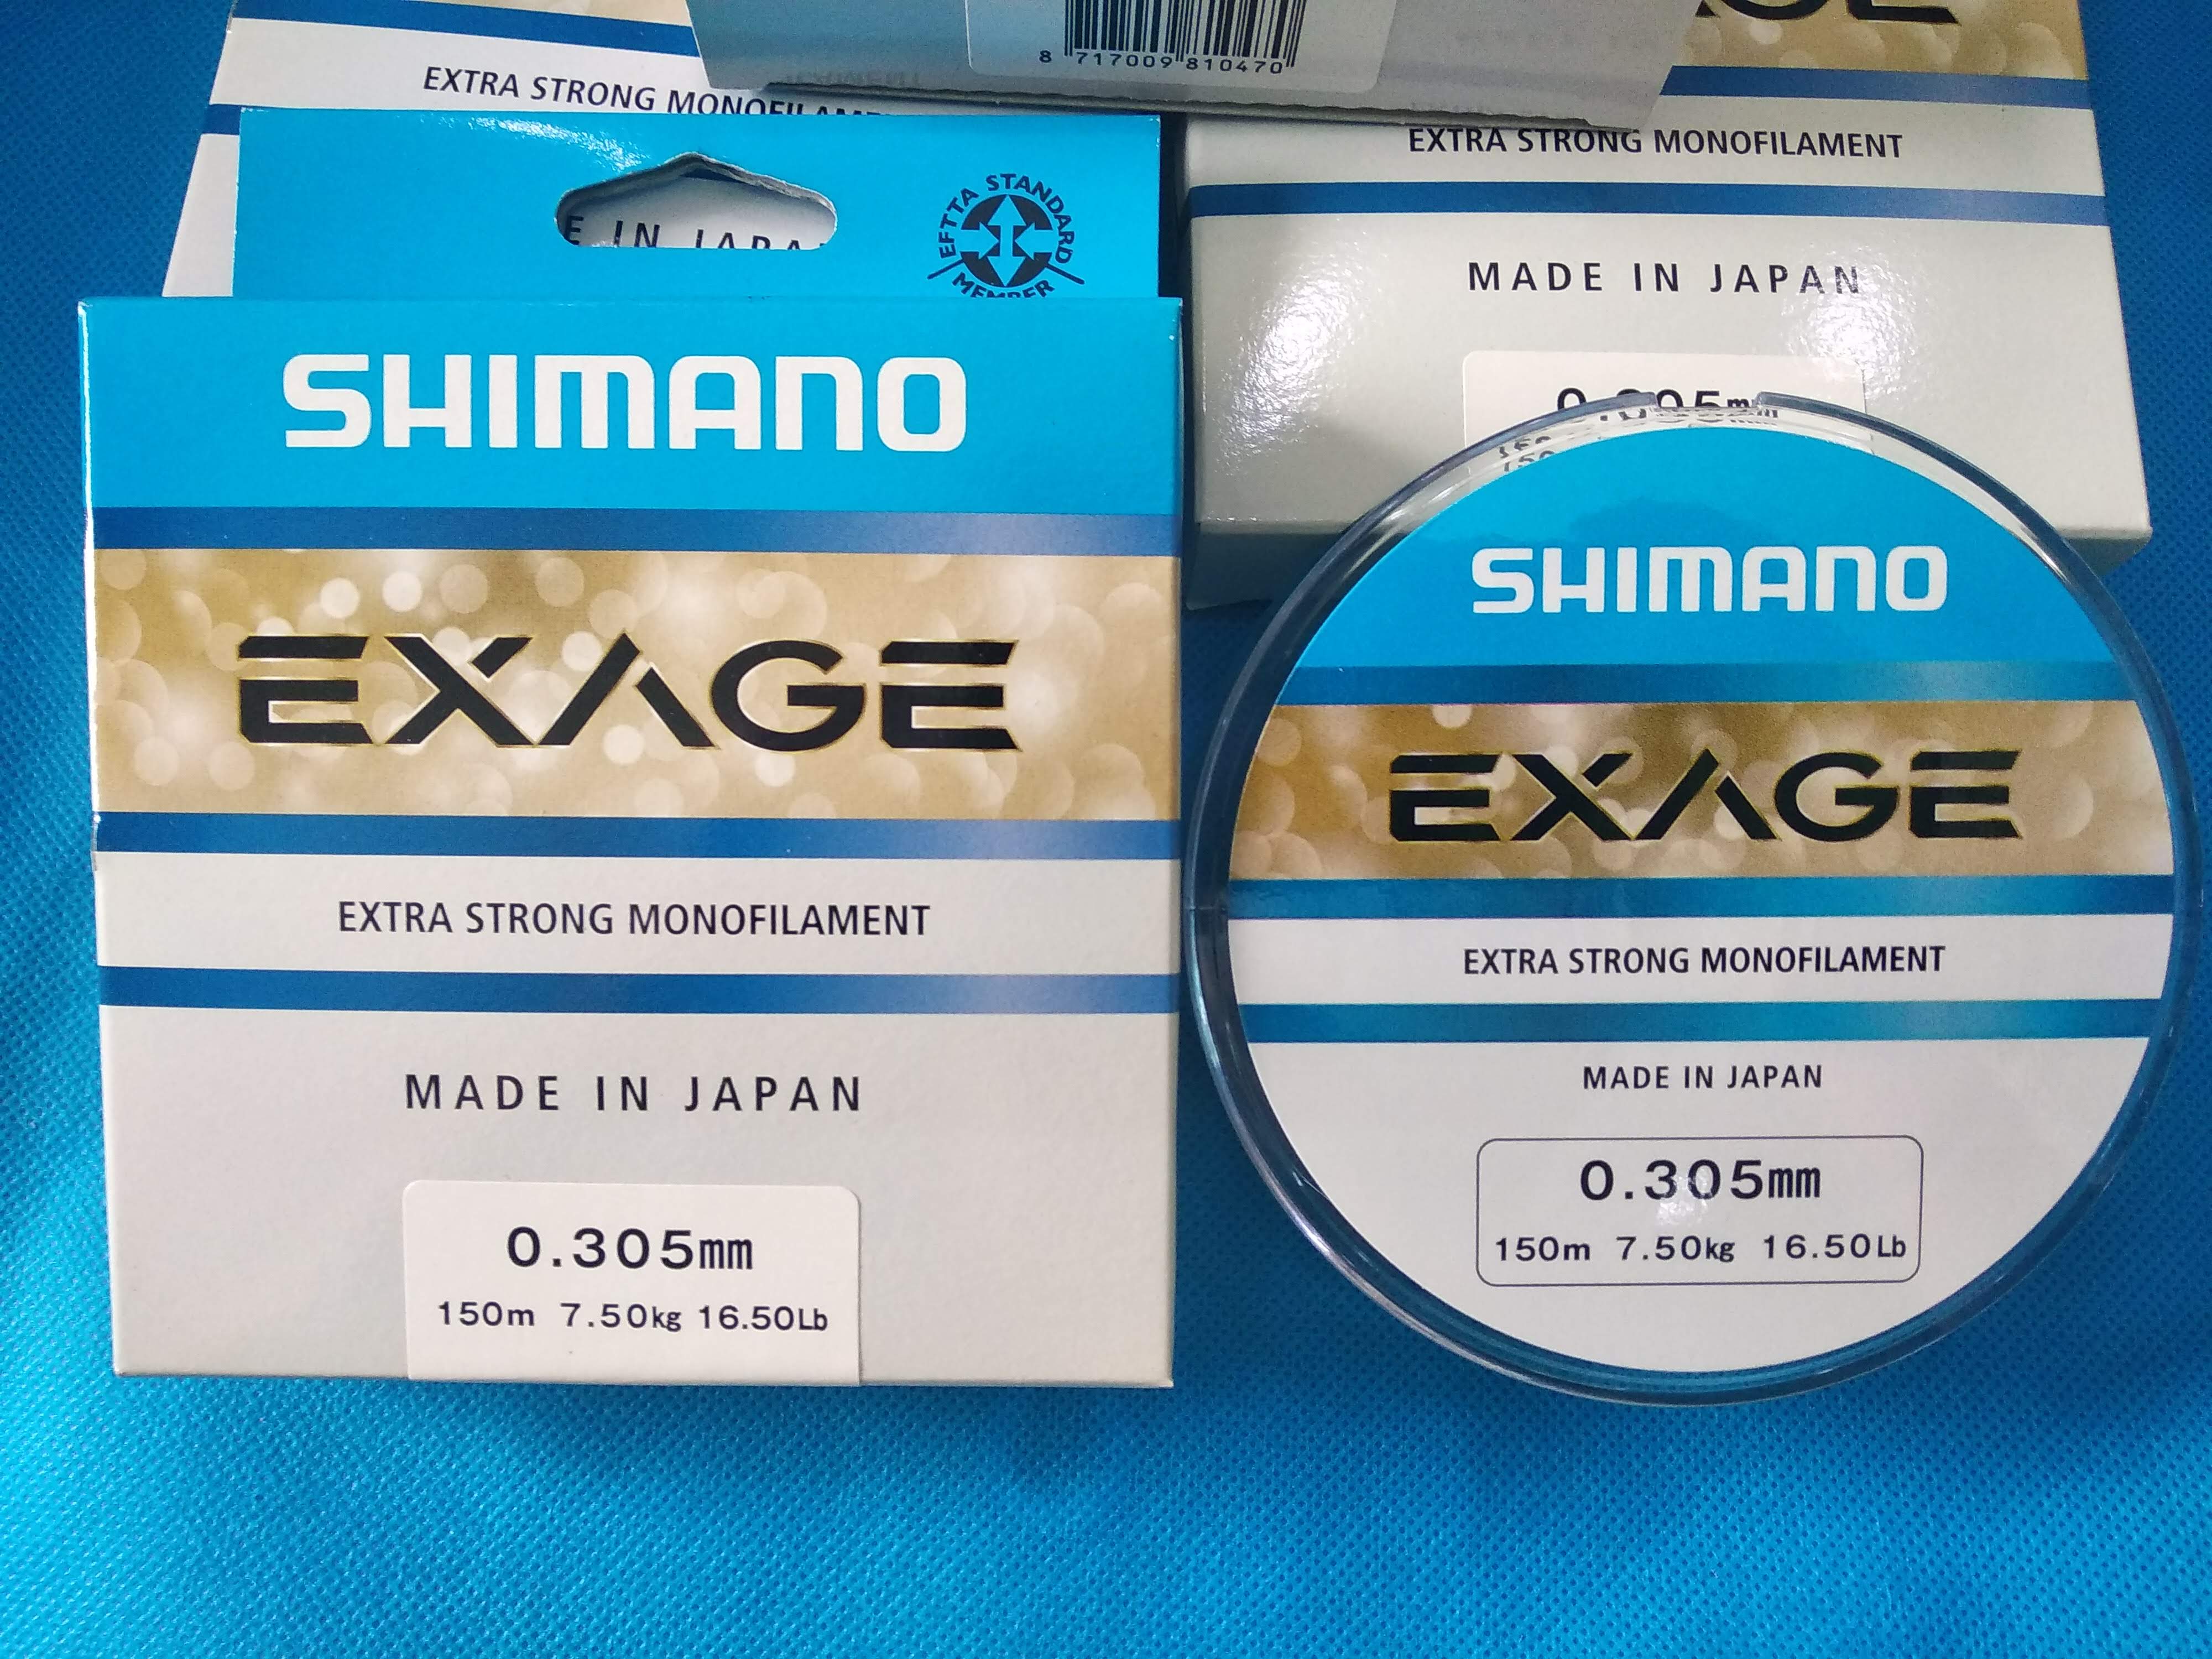 8 717009 810470
EXTRA STRONG
EXTRA STRONG MONOFILAMENT
MADE IN JAPAN
EFTTA STANDARD
MEMBER
IN
SHIMANO
EXAGE
EXTRA STRONG MONOFILAMENT
MADE IN JAPAN
0.305mm
150m 7.50kg 16.50Lb
SHIMANO
EXAGE
EXTRA STRONG MONOFILAMENT
MADE IN JAPAN
0.305mm
150m 7.50kg 16.50Lb